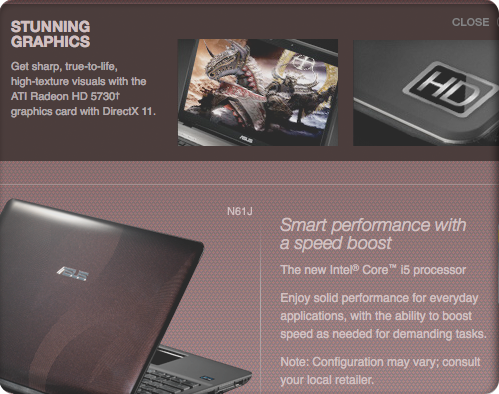 STUNNING
GRAPHICS
CLOSE
Get sharp, true-to-life,
high-texture visuals with the
ATI Radeon HD 5730†
graphics card with DirectX 11.
ASUS
HD
N61J
Smart performance with
a speed boost
The new Intel® Core™ i5 processor
Enjoy solid performance for everyday
applications, with the ability to boost
speed as needed for demanding tasks.
Note: Configuration may vary; consult
your local retailer.
ASUS